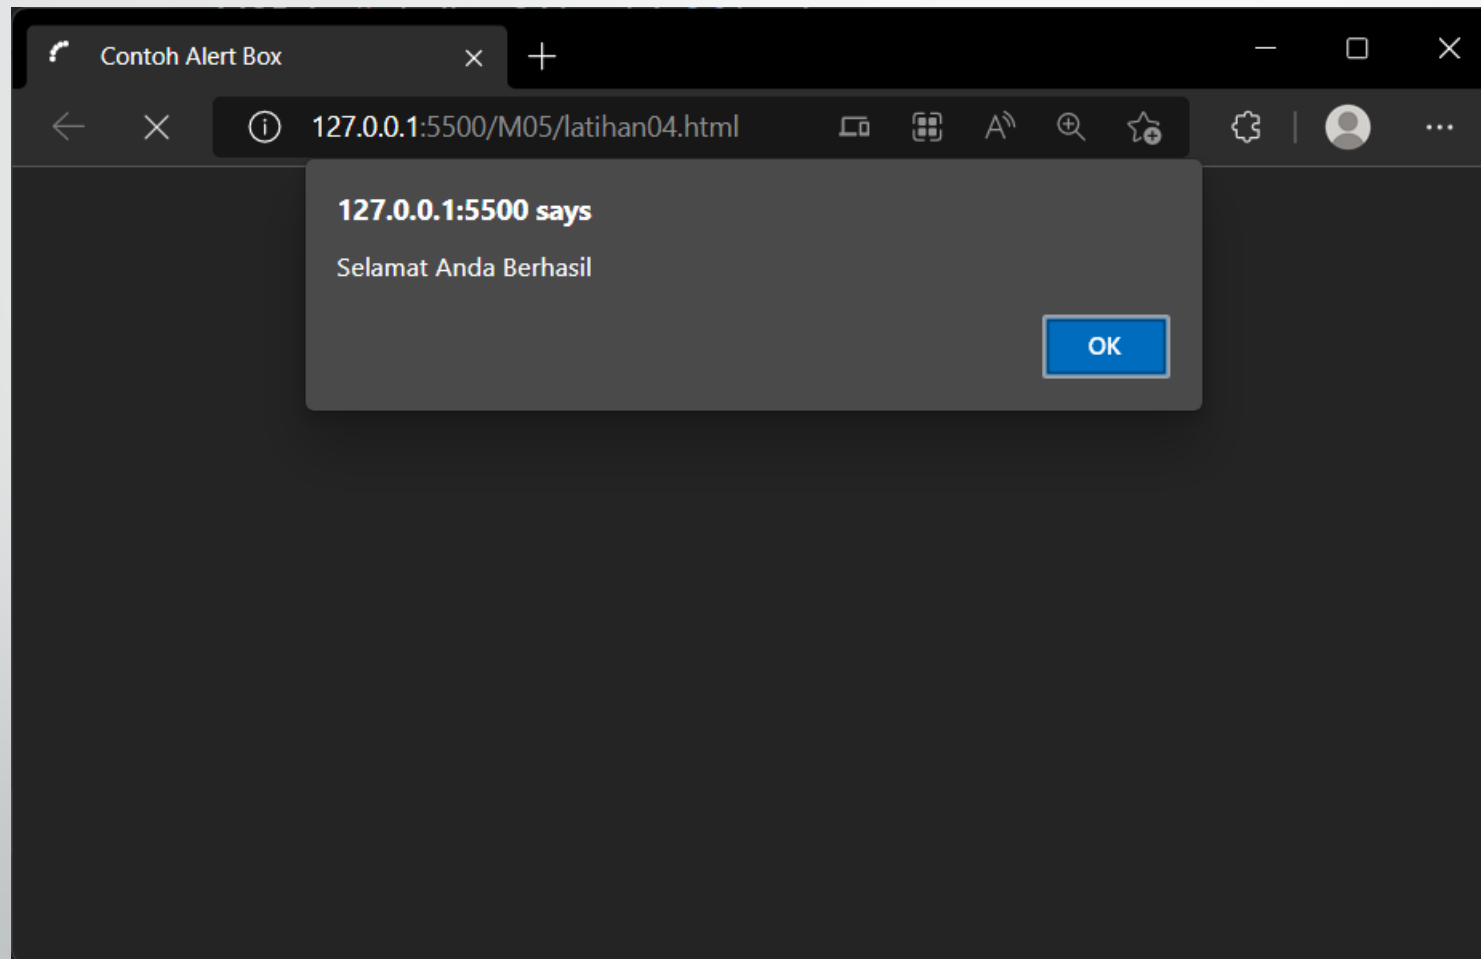 Contoh Alert Box
127.0.0.1:5500/M05/latihan04.html
127.0.0.1:5500 says
Selamat Anda Berhasil
OK